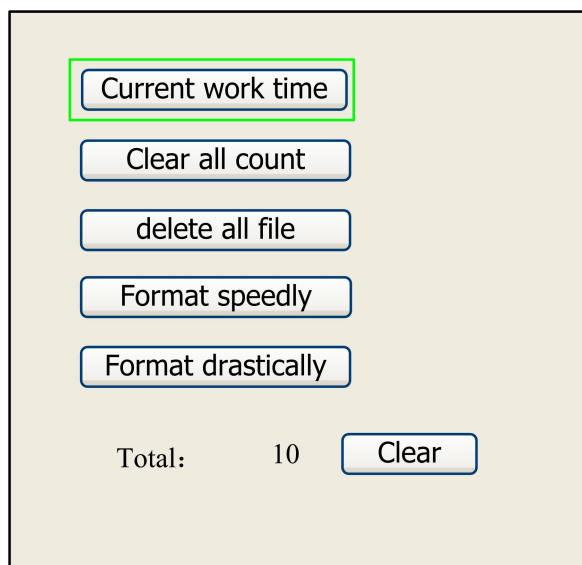 Current work time
Clear all count
delete all file
Format speedly
Format drastically
Total： 10 Clear